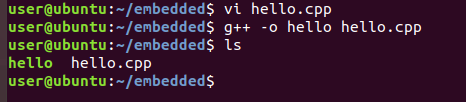 user@ubuntu:~/embedded$ vi hello.cpp
user@ubuntu:~/embedded$ g++ -o hello hello.cpp
user@ubuntu:~/embedded$ ls
hello  hello.cpp
user@ubuntu:~/embedded$